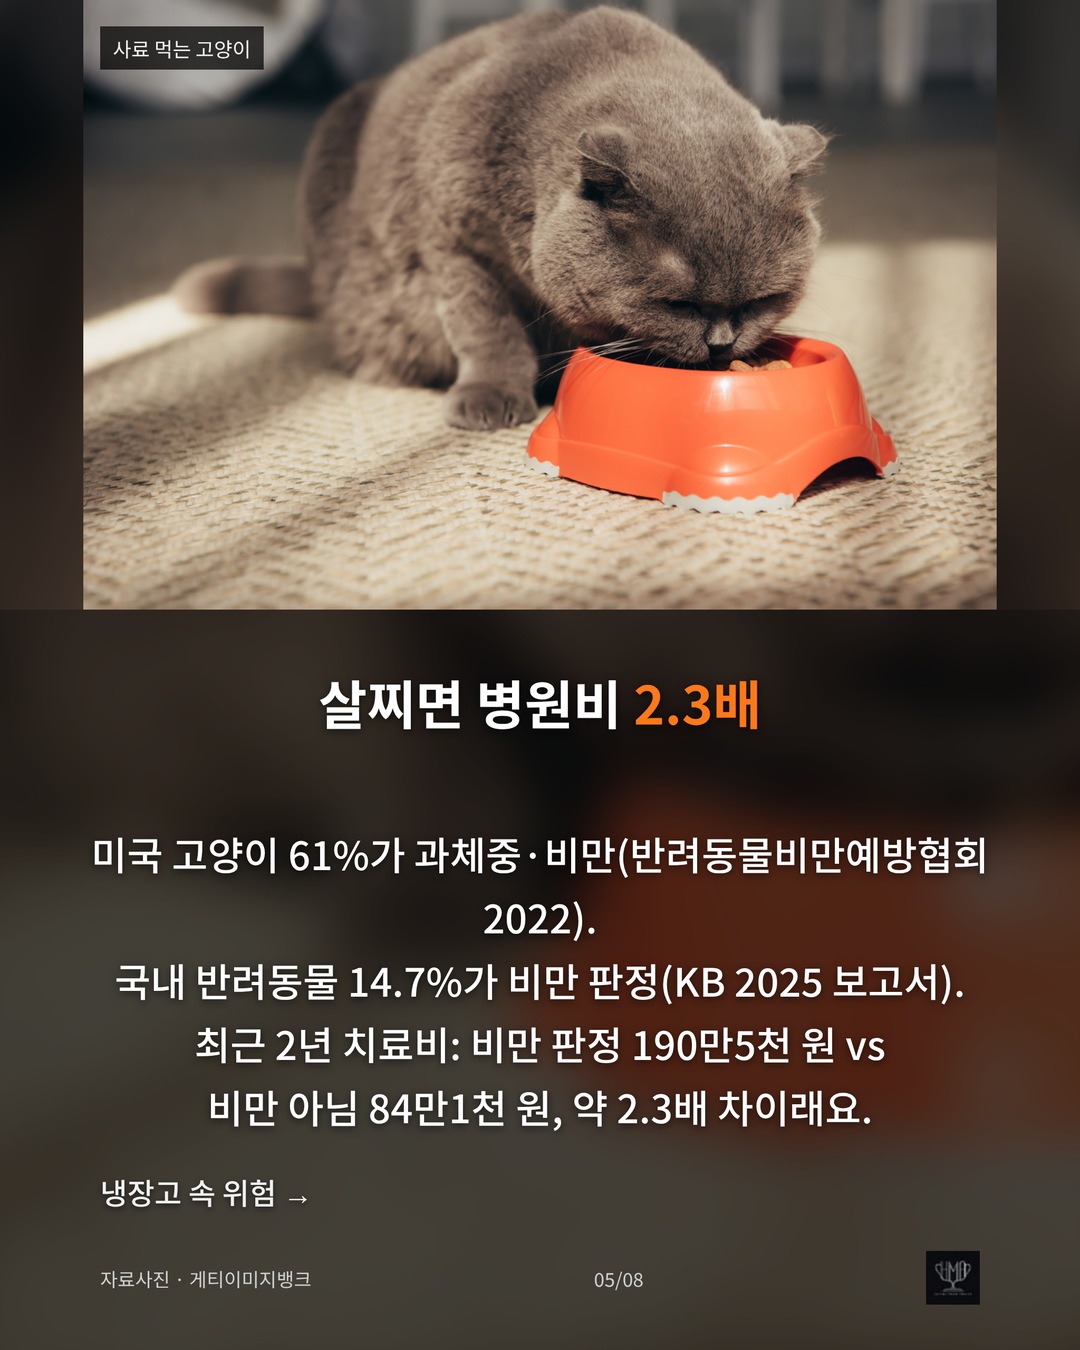 사료 먹는 고양이
살찌면 병원비 2.3배
미국 고양이 61%가 과체중·비만(반려동물비만예방협회
2022).
국내 반려동물 14.7%가 비만 판정(KB 2025 보고서).
최근 2년 치료비: 비만 판정 190만5천 원 vs
비만 아님 84만1천 원, 약 2.3배 차이래요.
냉장고 속 위험 →
자료사진 · 게티이미지뱅크
05/08